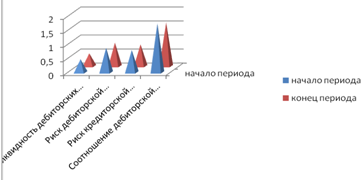 2
1,5
1
0,5
0
начало периода
начало периода
конец периода
иквидность дебиторских...
Риск дебиторской...
Риск кредиторской...
Соотношение дебиторской...